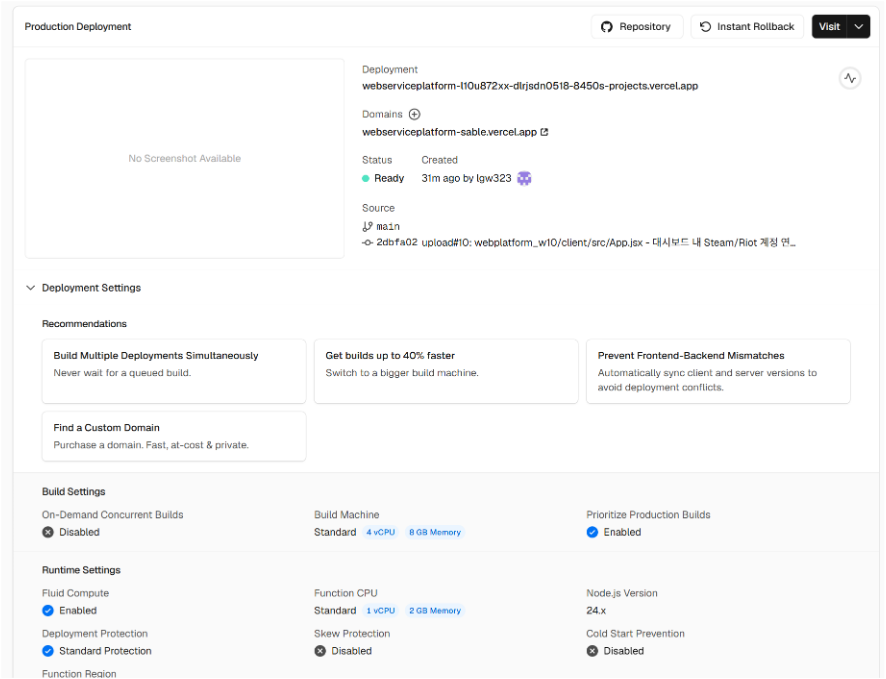 Production Deployment
Repository
Instant Rollback
Visit
No Screenshot Available
Deployment
webserviceplatform-l10u872xx-dlrjsdn0518-8450s-projects.vercel.app
Domains
webserviceplatform-sable.vercel.app
Status Created
Ready 31m ago by lgw323
Source
main
2dbfa02 upload#10: webplatform_w10/client/src/App.jsx - 대시보드 내 Steam/Riot 계정 연...
Deployment Settings
Recommendations
Build Multiple Deployments Simultaneously
Never wait for a queued build.
Get builds up to 40% faster
Switch to a bigger build machine.
Prevent Frontend-Backend Mismatches
Automatically sync client and server versions to
avoid deployment conflicts.
Find a Custom Domain
Purchase a domain. Fast, at-cost & private.
Build Settings
On-Demand Concurrent Builds
Disabled
Build Machine
Standard 4 vCPU 8 GB Memory
Prioritize Production Builds
Enabled
Runtime Settings
Fluid Compute
Enabled
Function CPU
Standard 1 vCPU 2 GB Memory
Node.js Version
24.x
Deployment Protection
Standard Protection
Skew Protection
Disabled
Cold Start Prevention
Disabled
Function Region